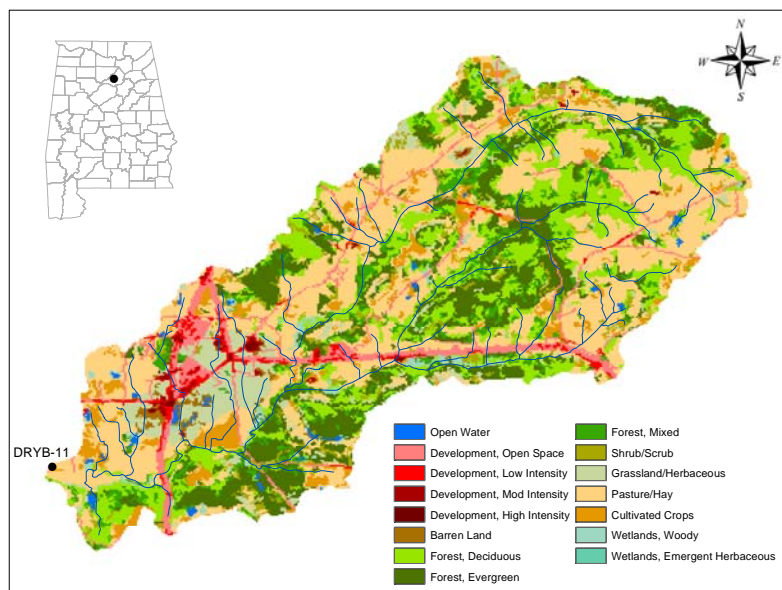 N
W E
S
DRYB-11
Open Water
Development, Open Space
Development, Low Intensity
Development, Mod Intensity
Development, High Intensity
Barren Land
Forest, Deciduous
Forest, Evergreen
Forest, Mixed
Shrub/Scrub
Grassland/Herbaceous
Pasture/Hay
Cultivated Crops
Wetlands, Woody
Wetlands, Emergent Herbaceous